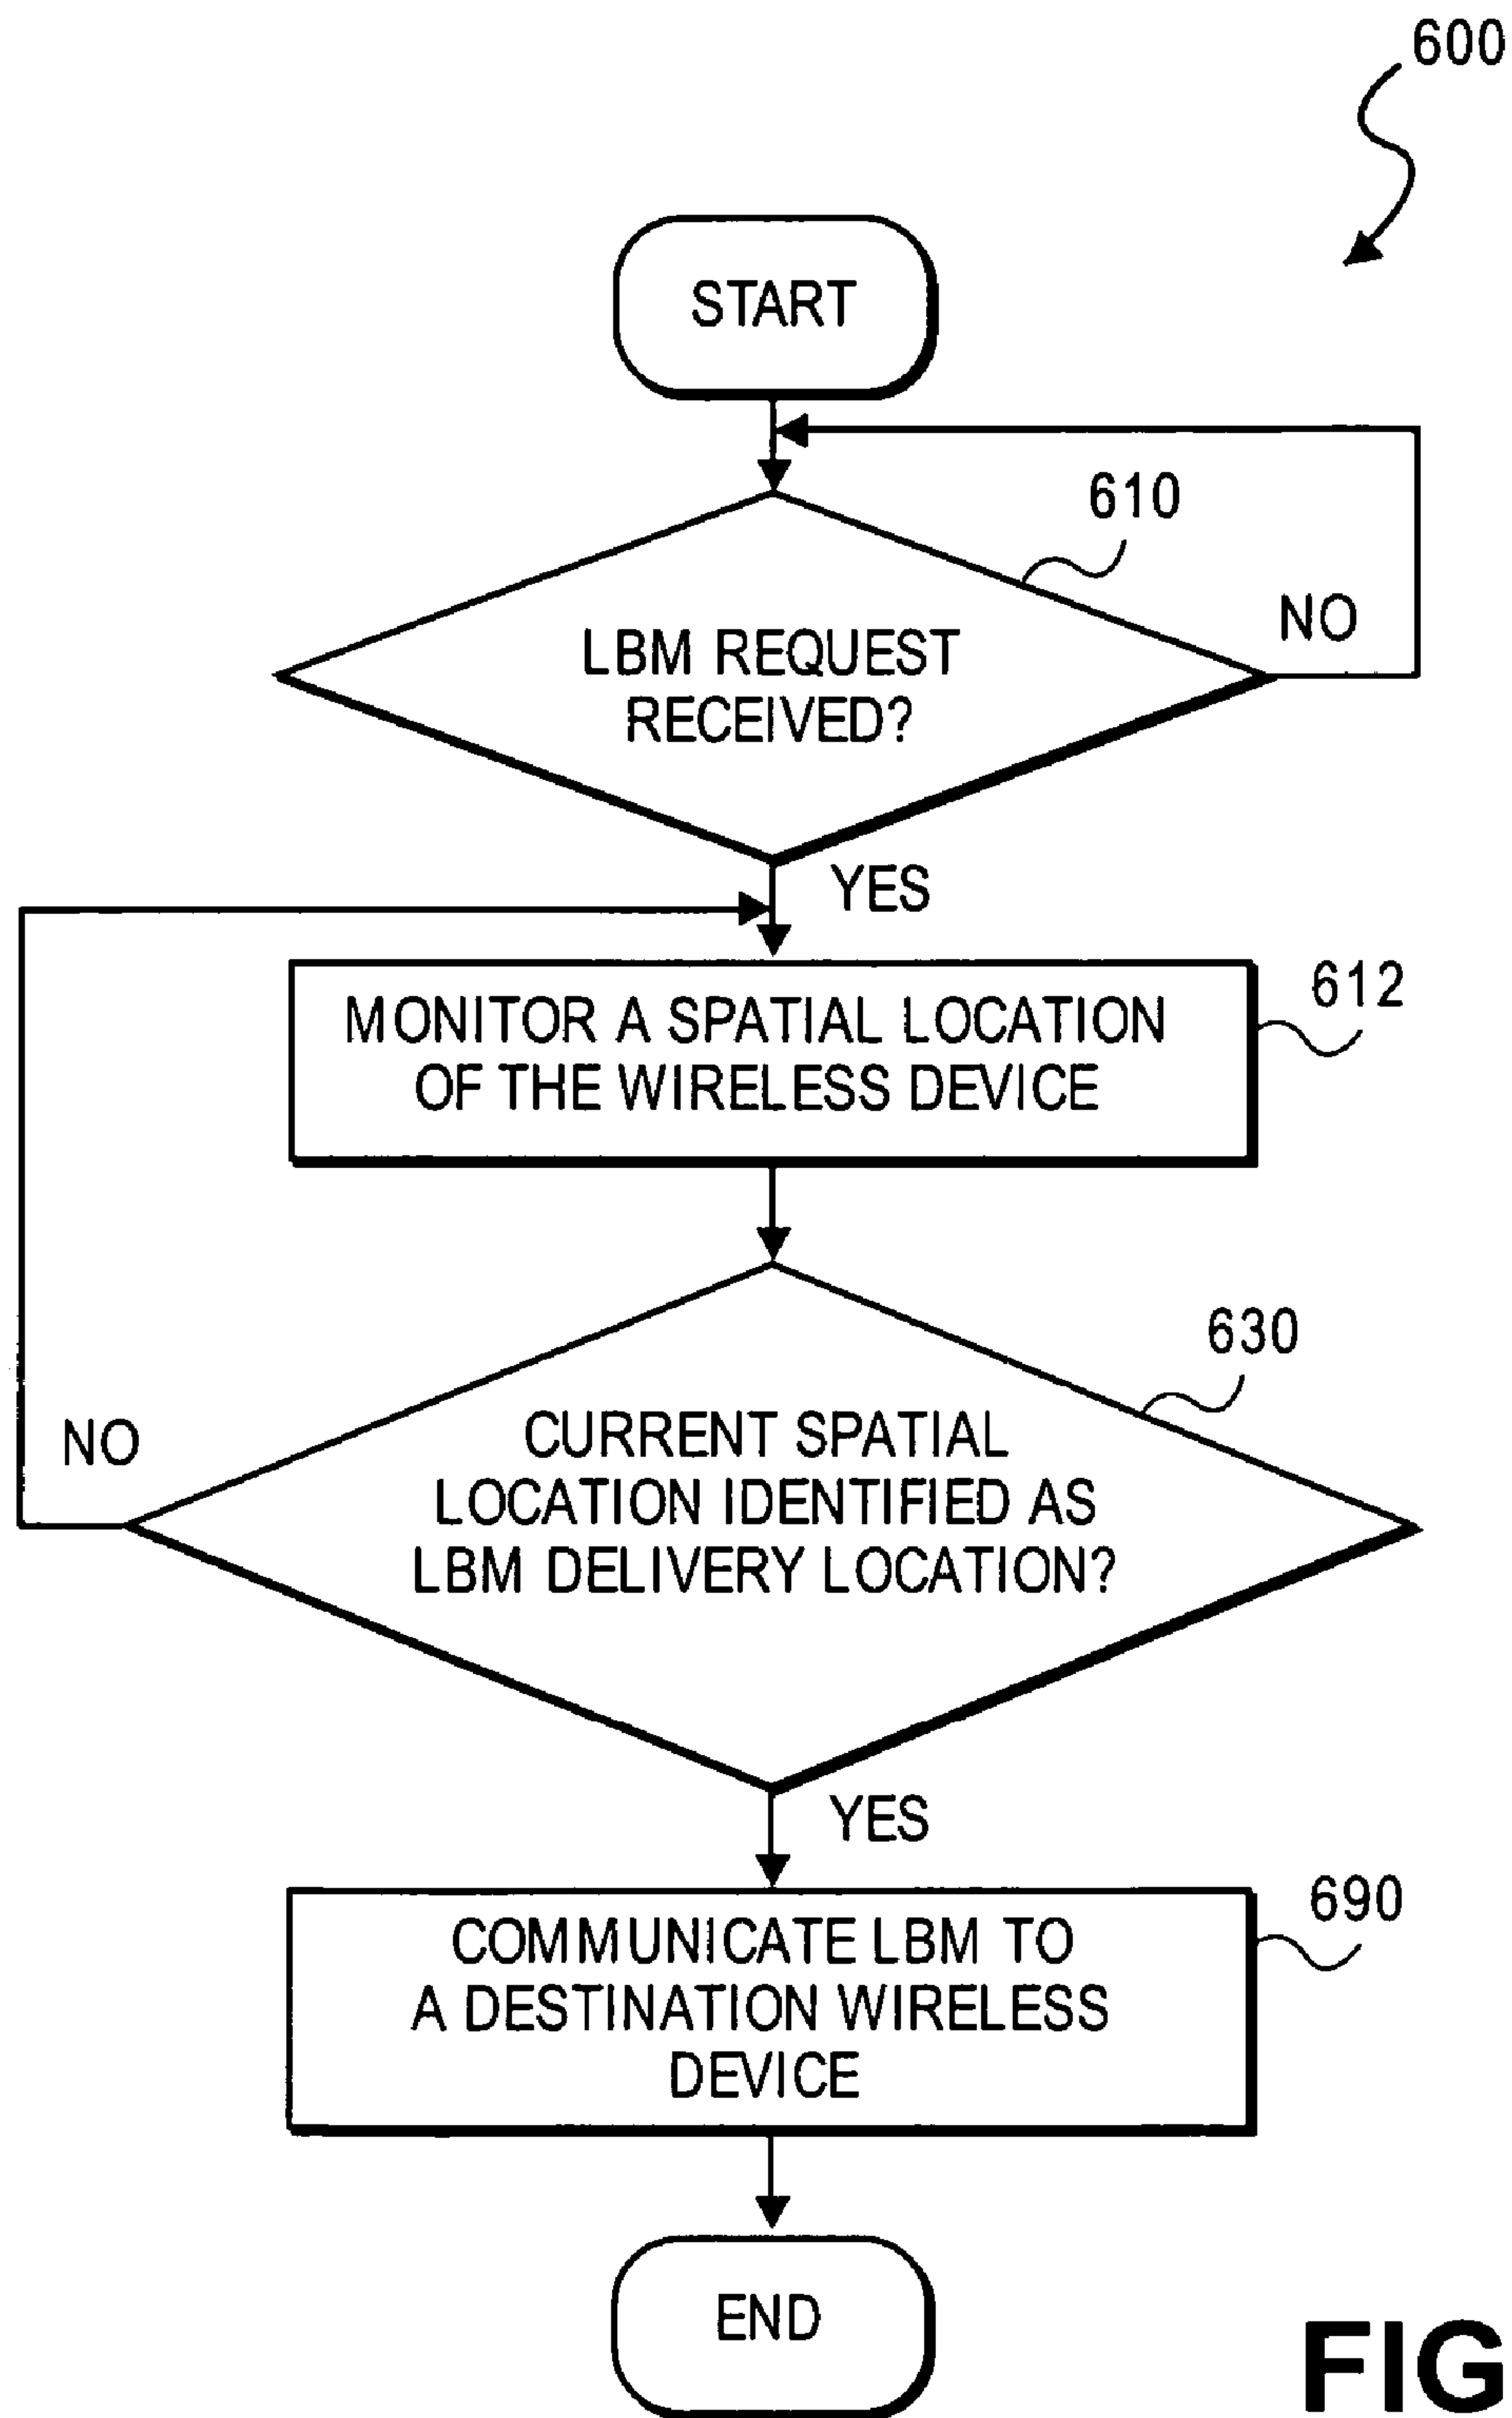 600
START
610
NO
LBM REQUEST
RECEIVED?
YES
612
MONITOR A SPATIAL LOCATION
OF THE WIRELESS DEVICE
630
NO
CURRENT SPATIAL
LOCATION IDENTIFIED AS
LBM DELIVERY LOCATION?
YES
690
COMMUNICATE LBM TO
A DESTINATION WIRELESS
DEVICE
END
FIG